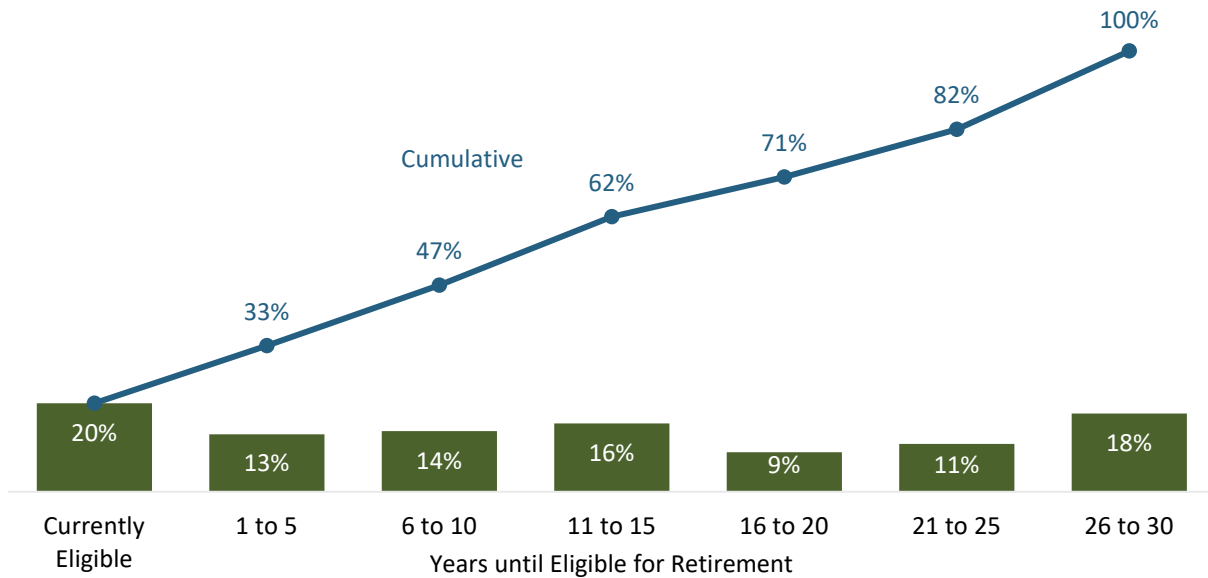 100%
82%
71%
Cumulative
62%
47%
33%
20%
13%
14%
16%
9%
11%
18%
Currently Eligible
1 to 5
6 to 10
11 to 15
16 to 20
21 to 25
26 to 30
Years until Eligible for Retirement